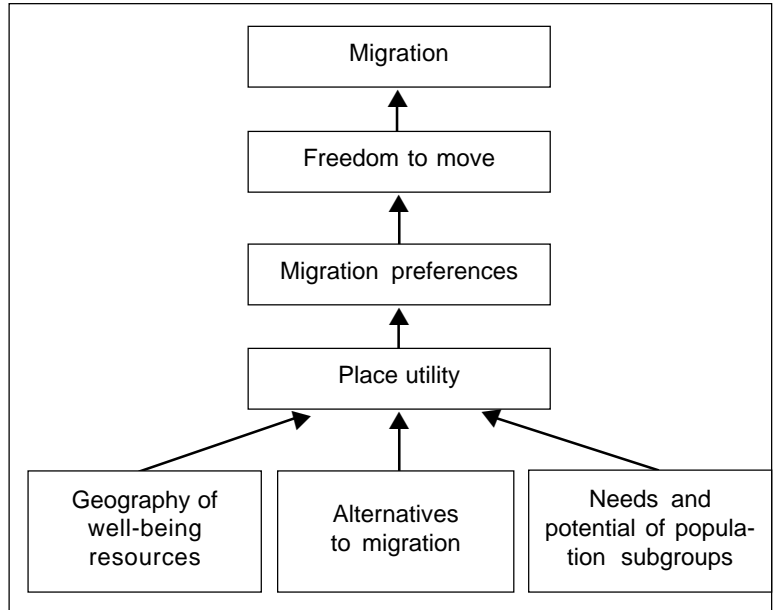 Migration
Freedom to move
Migration preferences
Place utility
Geography of
well-being
resources
Alternatives
to migration
Needs and
potential of popula-
tion subgroups